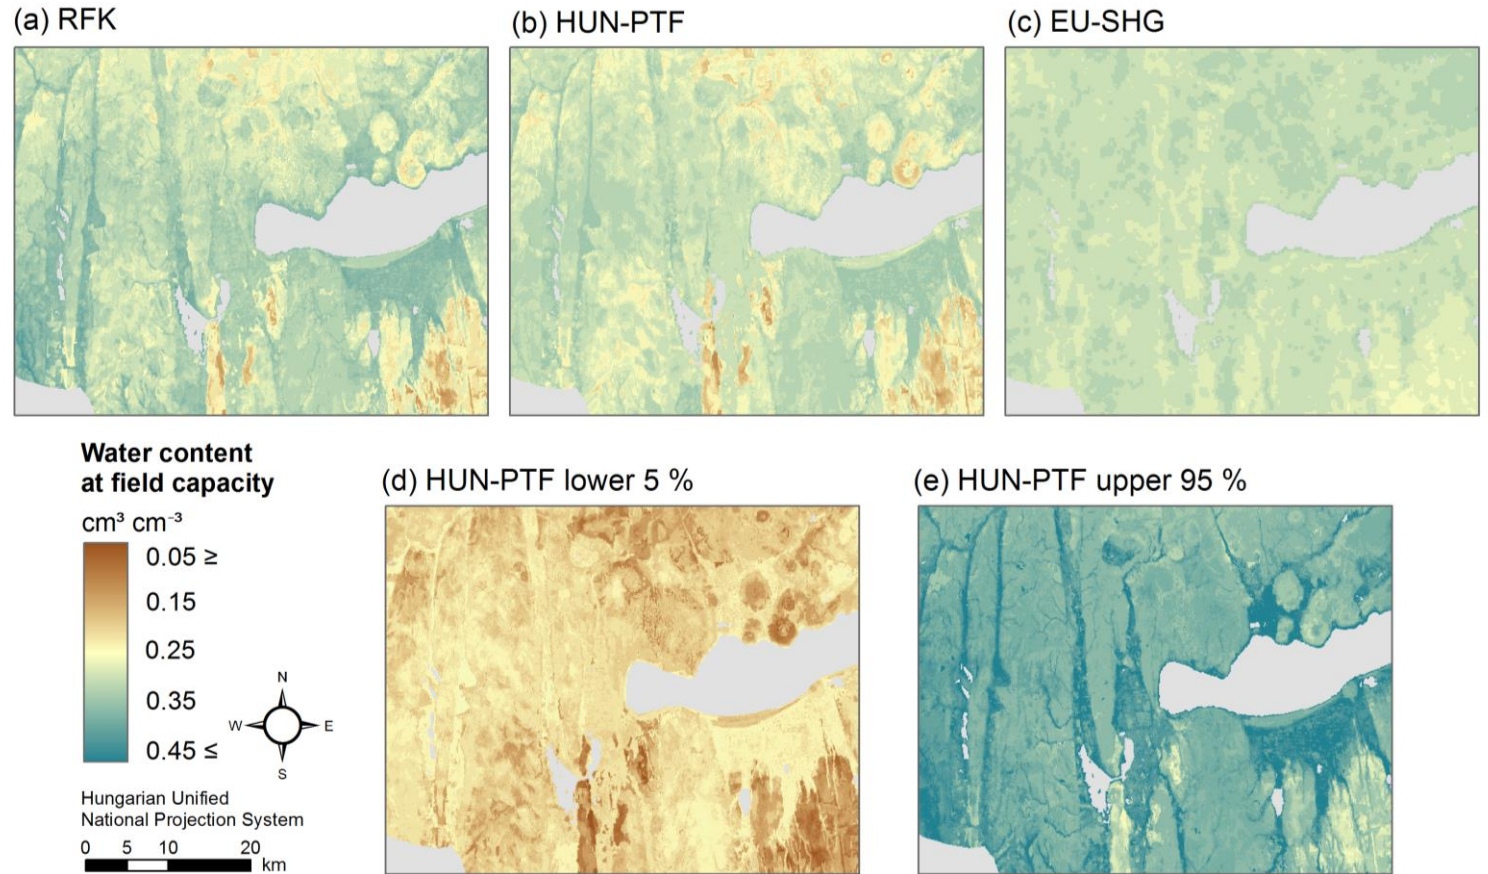 (a) RFK
(b) HUN-PTF
(c) EU-SHG
Water content
at field capacity
cm³ cm⁻³
0.05 ≥
0.15
0.25
0.35
0.45 ≤
N
W
E
S
Hungarian Unified
National Projection System
0 5 10 20
km
(d) HUN-PTF lower 5 %
(e) HUN-PTF upper 95 %